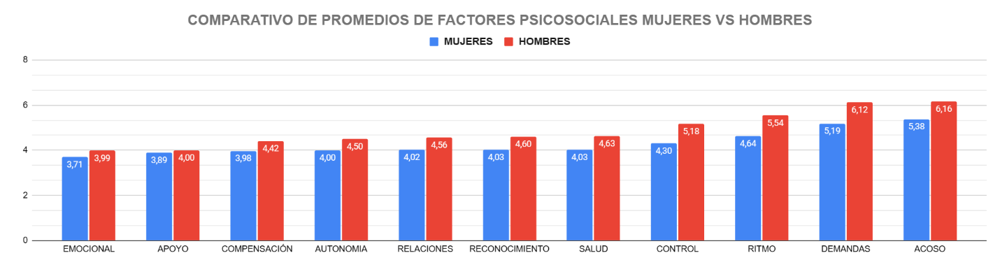 COMPARATIVO DE PROMEDIOS DE FACTORES PSICOSOCIALES MUJERES VS HOMBRES
MUJERES HOMBRES
8
6
4
2
0
3,71 3,99 3,89 4,00 3,98 4,42 4,00 4,50 4,02 4,56 4,03 4,60 4,03 4,63 4,30 5,18 4,64 5,54 5,19 6,12 5,38 6,16
EMOCIONAL APOYO COMPENSACIÓN AUTONOMIA RELACIONES RECONOCIMIENTO SALUD CONTROL RITMO DEMANDAS ACOSO